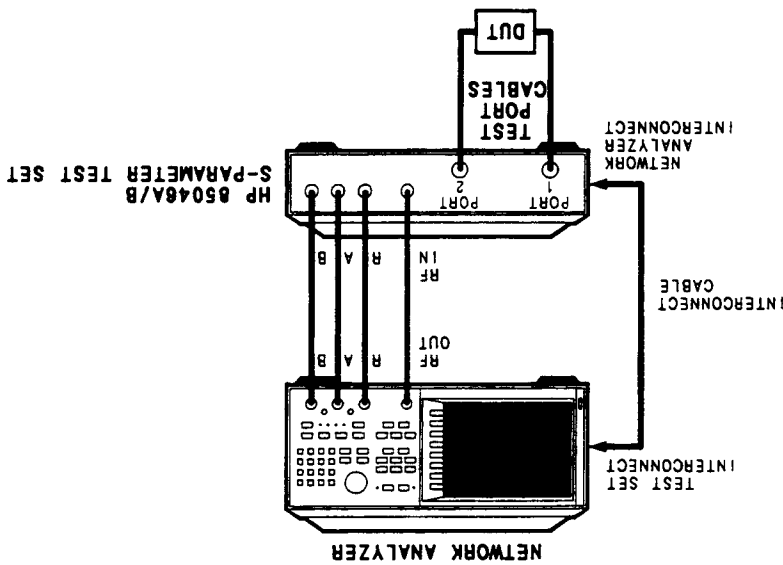 NETWORK ANALYZER
TEST SET
INTERCONNECT
RF
OUT
R
A
B
INTERCONNECT
CABLE
RF
IN
R
A
B
HP 85046A/B
S-PARAMETER TEST SET
PORT
1
PORT
2
NETWORK
ANALYZER
INTERCONNECT
TEST
PORT
CABLES
DUT